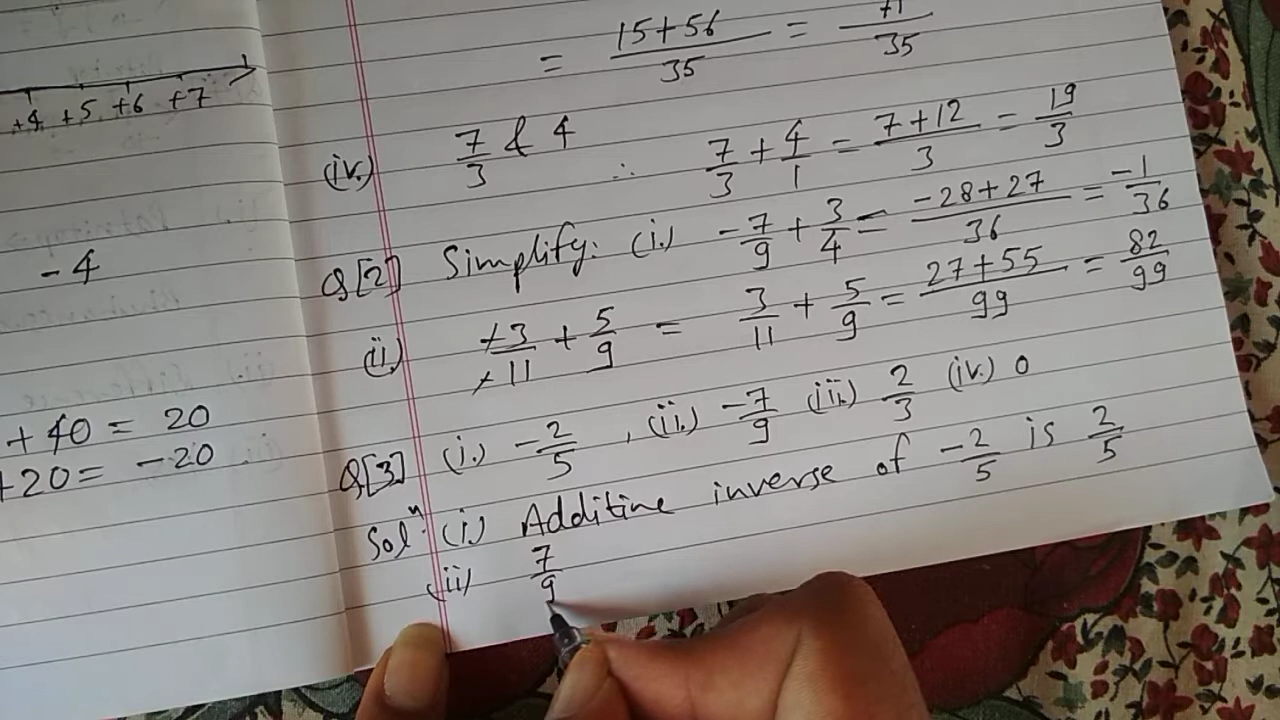 +4 +5 +6 +7
-4
+40 = 20
+20 = -20
= 15+56/35 = 71/35
(iv.) 7/3 & 4 ∴ 7/3 + 4/1 = 7+12/3 = 19/3
Q[2] Simplify: (i.) -7/9 + 3/4 = -28+27/36 = -1/36
(ii.) -3/-11 + 5/9 = 3/11 + 5/9 = 27+55/99 = 82/99
Q[3] (i.) -2/5, (ii.) -7/9 (iii.) 2/3 (iv.) 0
Solⁿ: (i.) Additine inverse of -2/5 is 2/5
(ii) 7/9